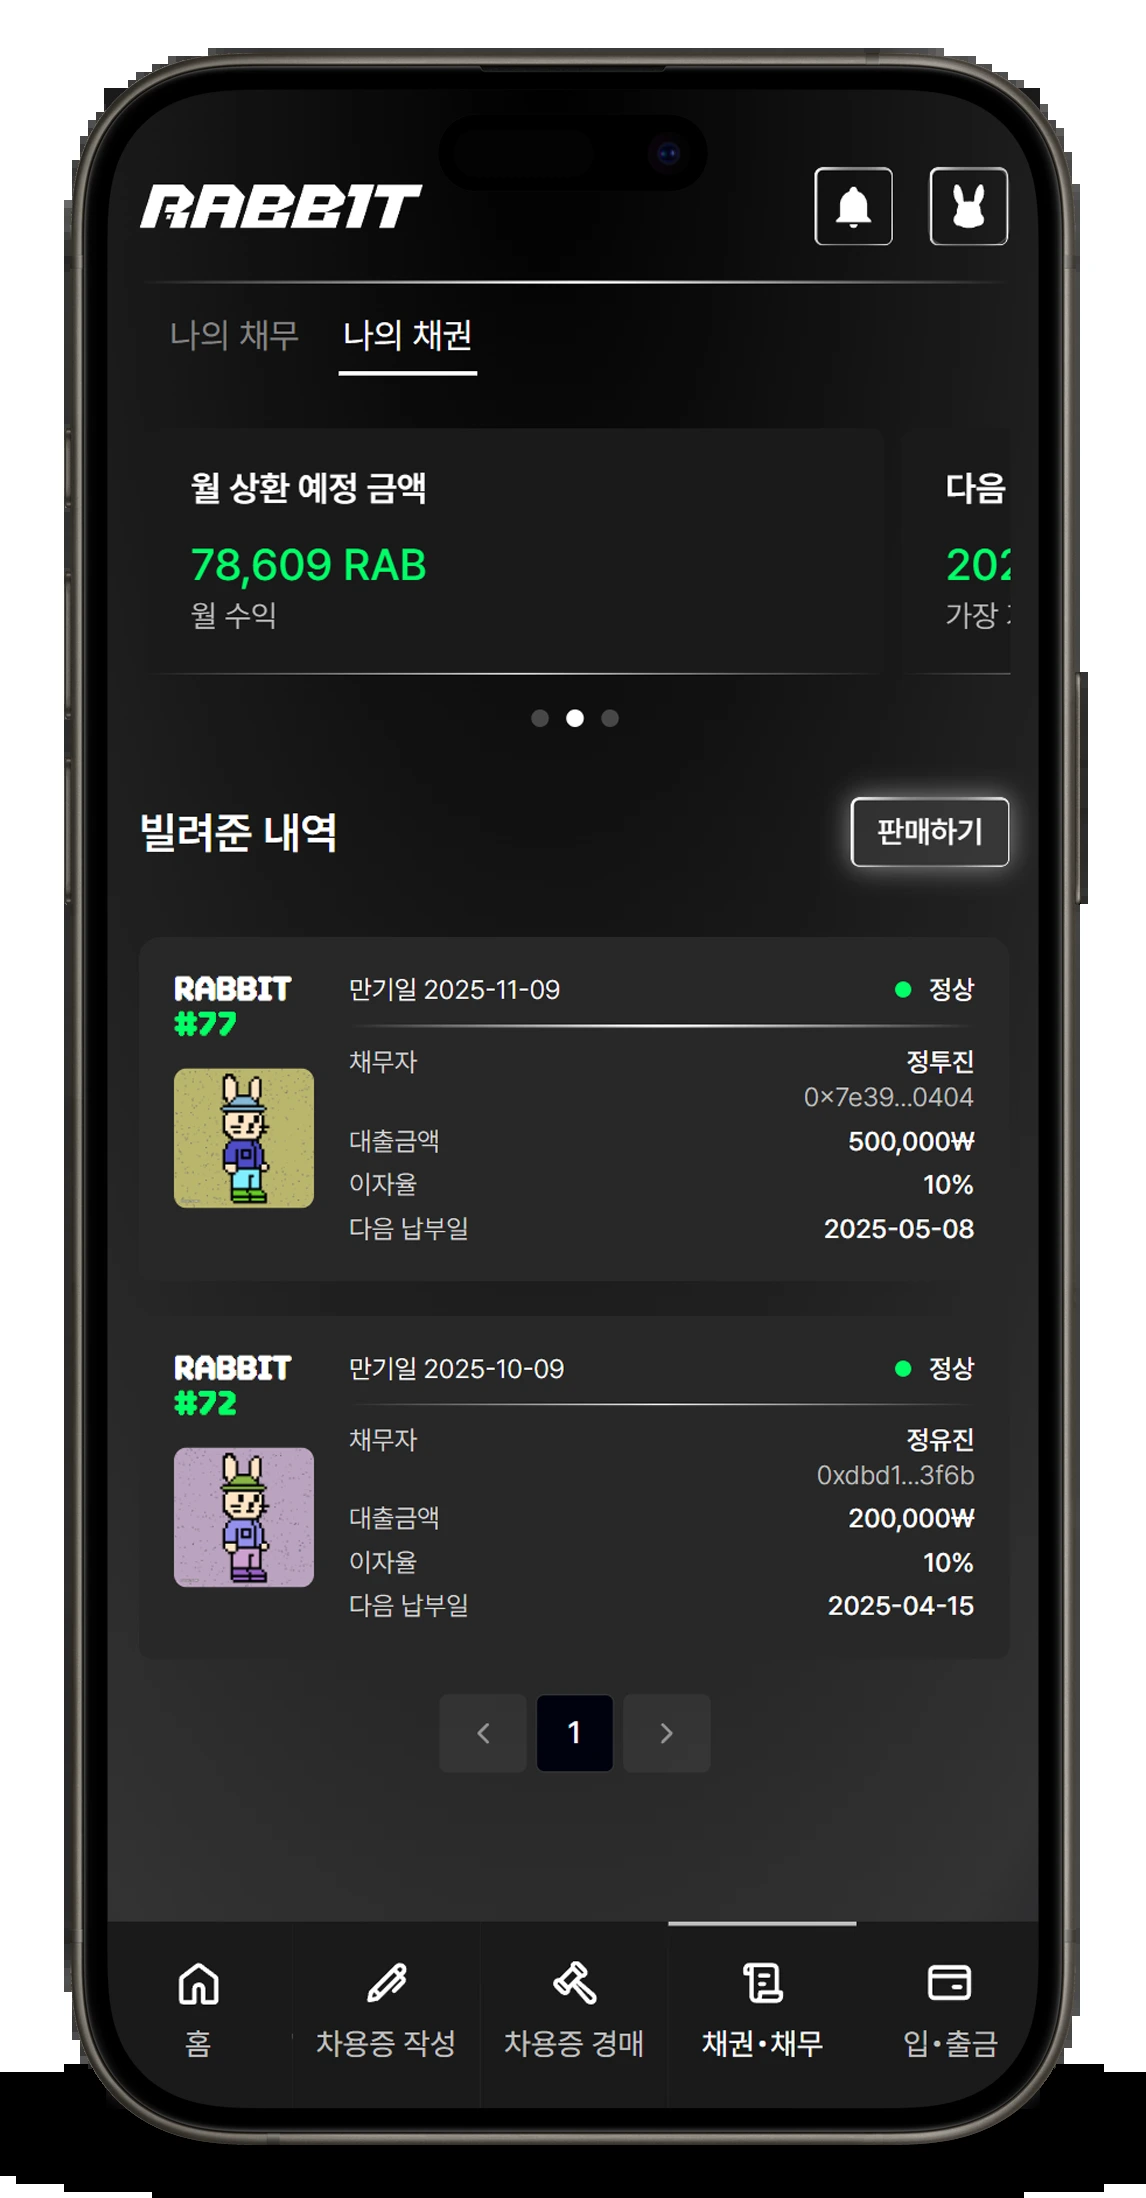 RABBIT
나의 채무 나의 채권
월 상환 예정 금액
78,609 RAB
월 수익
다음
202
가장
빌려준 내역
판매하기
RABBIT
#77
만기일 2025-11-09
정상
채무자
정투진
0×7e39...0404
대출금액 500,000₩
이자율 10%
다음 납부일 2025-05-08
RABBIT
#72
만기일 2025-10-09
정상
채무자
정유진
0xdbd1...3f6b
대출금액 200,000₩
이자율 10%
다음 납부일 2025-04-15
1
홈 차용증 작성 차용증 경매 채권•채무 입•출금